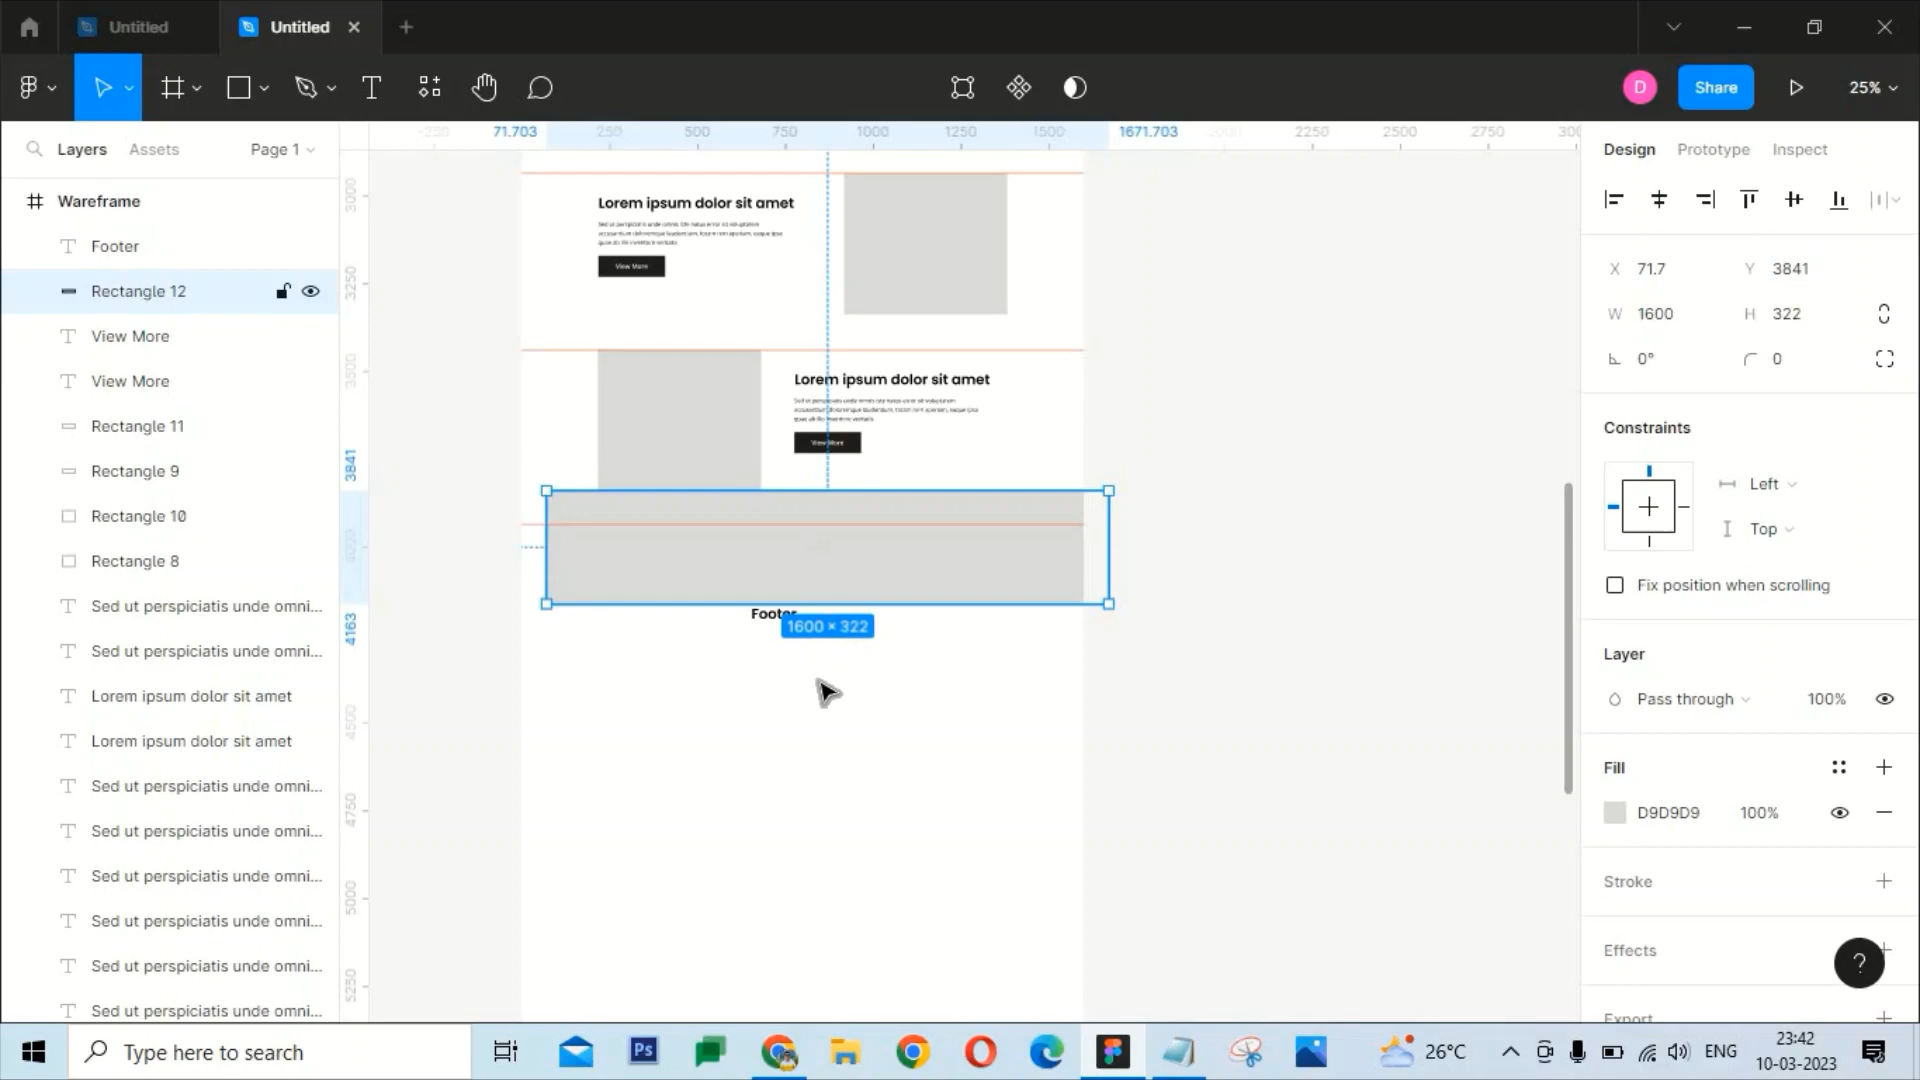 Untitled
Untitled
D
Share
25%
Layers
Assets
Page 1
-250
71.703
250
500
750
1000
1250
1500
1671.703
2000
2250
2500
2750
Design
Prototype
Inspect
Wareframe
Footer
Rectangle 12
View More
View More
Rectangle 11
Rectangle 9
Rectangle 10
Rectangle 8
Sed ut perspiciatis unde omni...
Sed ut perspiciatis unde omni...
Lorem ipsum dolor sit amet
Lorem ipsum dolor sit amet
Sed ut perspiciatis unde omni...
Sed ut perspiciatis unde omni...
Sed ut perspiciatis unde omni...
Sed ut perspiciatis unde omni...
Sed ut perspiciatis unde omni...
Sed ut perspiciatis unde omni...
3000
3250
3500
3841
4163
4500
4750
5000
5250
Lorem ipsum dolor sit amet
View More
Lorem ipsum dolor sit amet
View More
Footer
1600 × 322
X 71.7
Y 3841
W 1600
H 322
0°
0
Constraints
Left
Top
Fix position when scrolling
Layer
Pass through
100%
Fill
D9D9D9
100%
Stroke
Effects
?
Export
Type here to search
Ps
26°C
ENG
23:42
10-03-2023